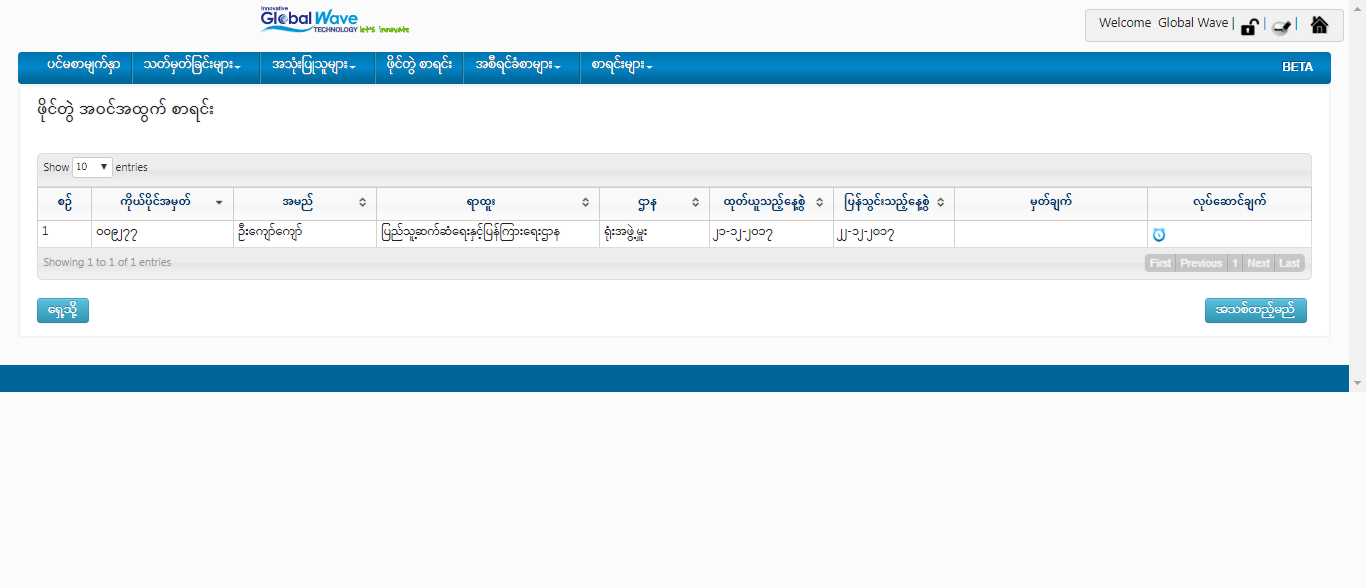 Innovative
Global Wave
TECHNOLOGY let's innovate
Welcome Global Wave | | |
ပင်မစာမျက်နှာ သတ်မှတ်ခြင်းများ အသုံးပြုသူများ ဖိုင်တွဲ စာရင်း အစီရင်ခံစာများ စာရင်းများ BETA
ဖိုင်တွဲ အဝင်အထွက် စာရင်း
Show 10 entries
စဉ် ကိုယ်ပိုင်အမှတ် အမည် ရာထူး ဌာန ထုတ်ယူသည့်နေ့စွဲ ပြန်သွင်းသည့်နေ့စွဲ မှတ်ချက် လုပ်ဆောင်ချက်
1 ၀၀၉၂၇၇ ဦးကျော်ကျော် ပြည်သူ့ဆက်ဆံရေးနှင့်ပြန်ကြားရေးဌာန ရုံးအဖွဲ့မှူး ၂၁-၁၂-၂၀၁၇ ၂၂-၁၂-၂၀၁၇
Showing 1 to 1 of 1 entries First Previous 1 Next Last
ရှေ့သို့ အသစ်ထည့်မည်